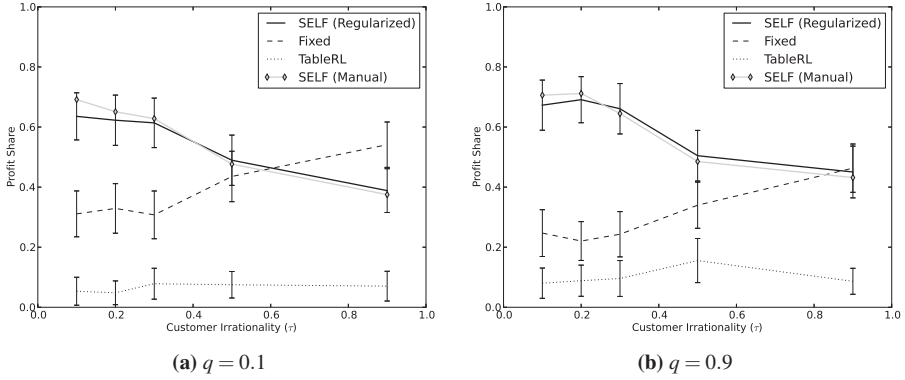 1.0
0.8
0.6
0.4
0.2
0.0
Profit Share
SELF (Regularized)
Fixed
TableRL
SELF (Manual)
0.0 0.2 0.4 0.6 0.8 1.0
Customer Irrationality (τ)
(a) q = 0.1
1.0
0.8
0.6
0.4
0.2
0.0
Profit Share
SELF (Regularized)
Fixed
TableRL
SELF (Manual)
0.0 0.2 0.4 0.6 0.8 1.0
Customer Irrationality (τ)
(b) q = 0.9